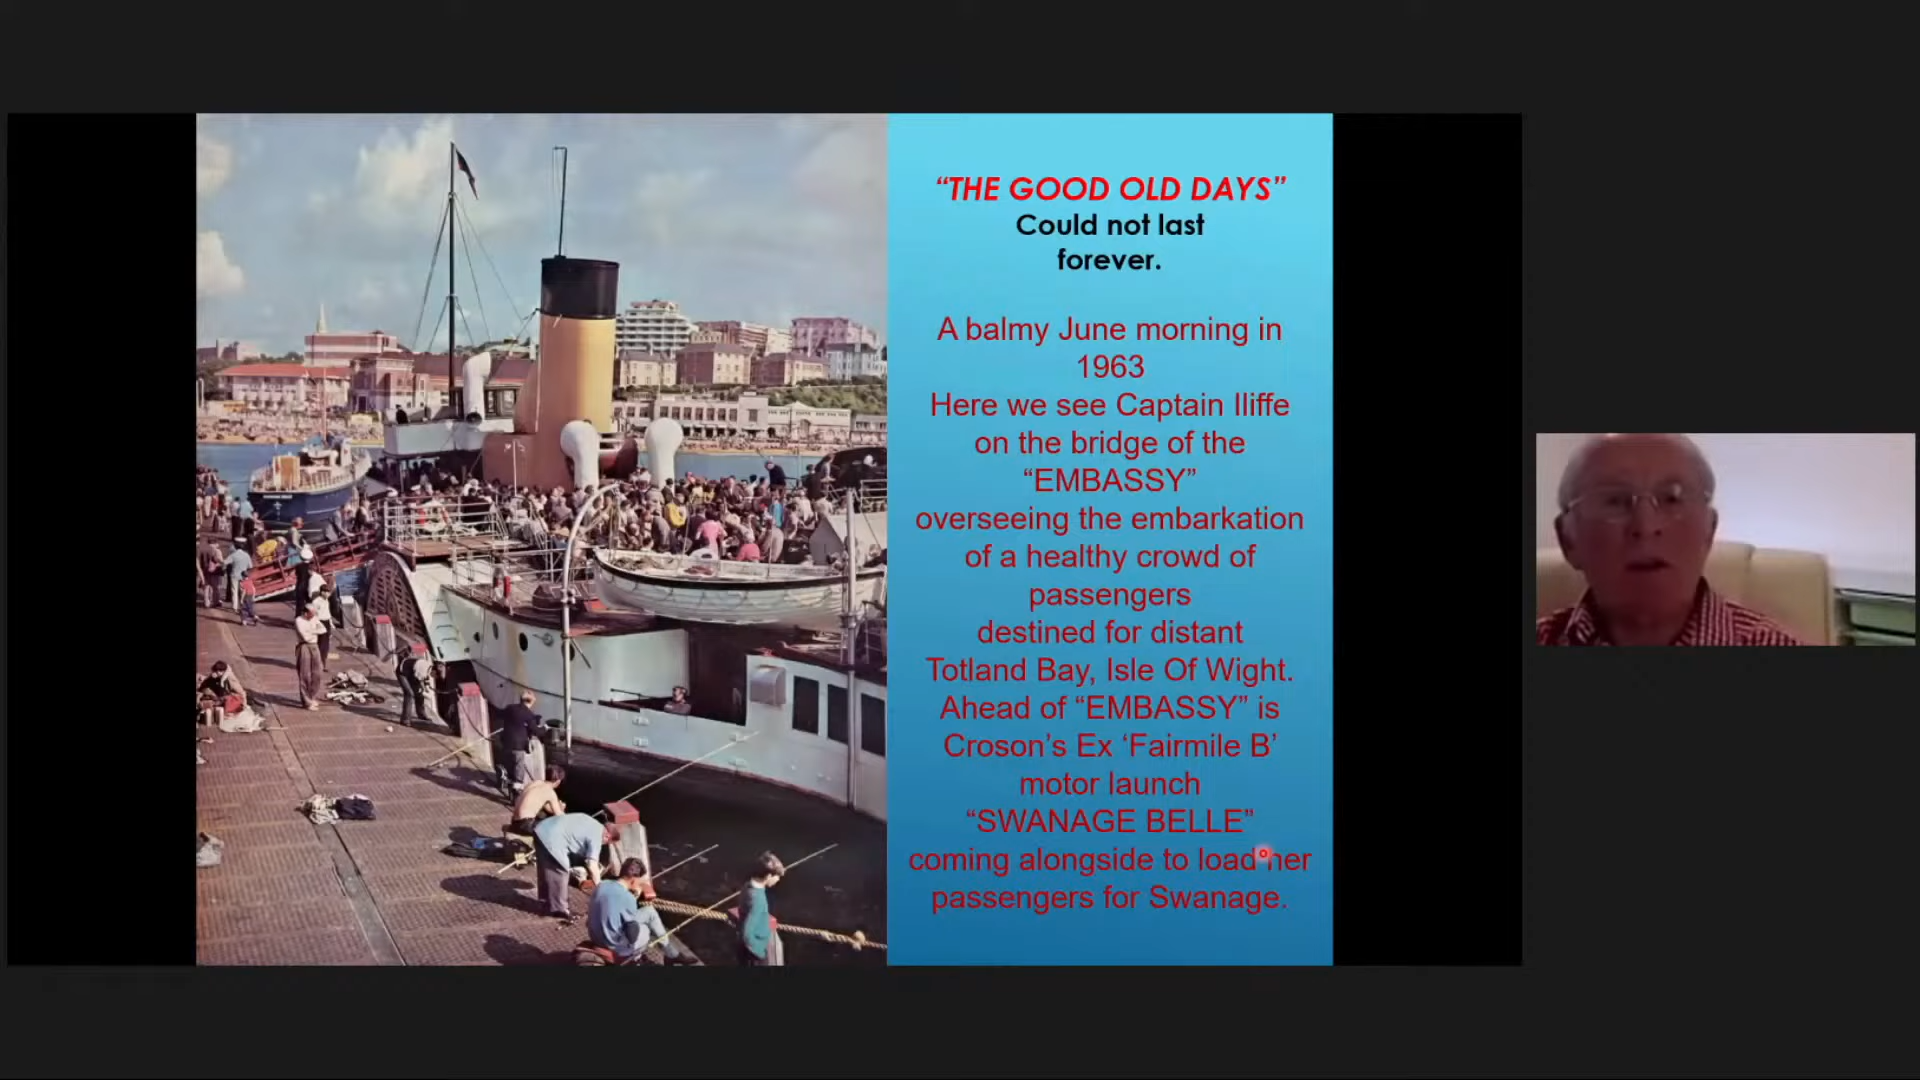 “THE GOOD OLD DAYS”
Could not last
forever.
A balmy June morning in
1963
Here we see Captain Iliffe
on the bridge of the
“EMBASSY”
overseeing the embarkation
of a healthy crowd of
passengers
destined for distant
Totland Bay, Isle Of Wight.
Ahead of “EMBASSY” is
Croson’s Ex ‘Fairmile B’
motor launch
“SWANAGE BELLE”
coming alongside to load her
passengers for Swanage.